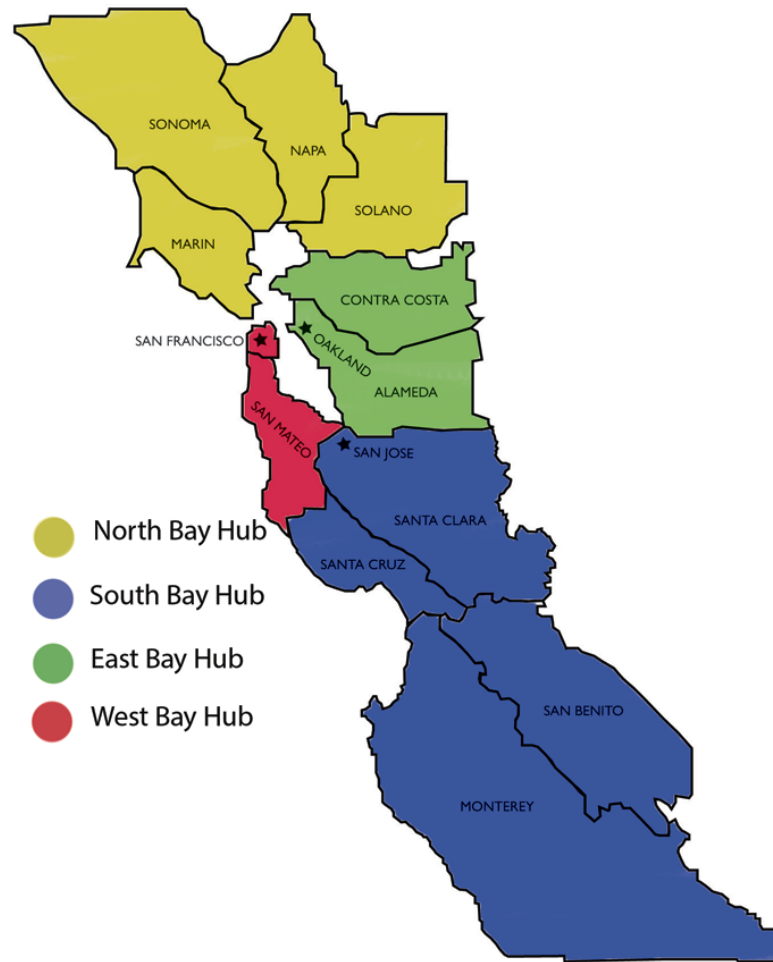 SONOMA
NAPA
SOLANO
MARIN
CONTRA COSTA
SAN FRANCISCO
OAKLAND
ALAMEDA
SAN MATEO
SAN JOSE
SANTA CLARA
SANTA CRUZ
North Bay Hub
South Bay Hub
East Bay Hub
West Bay Hub
SAN BENITO
MONTEREY